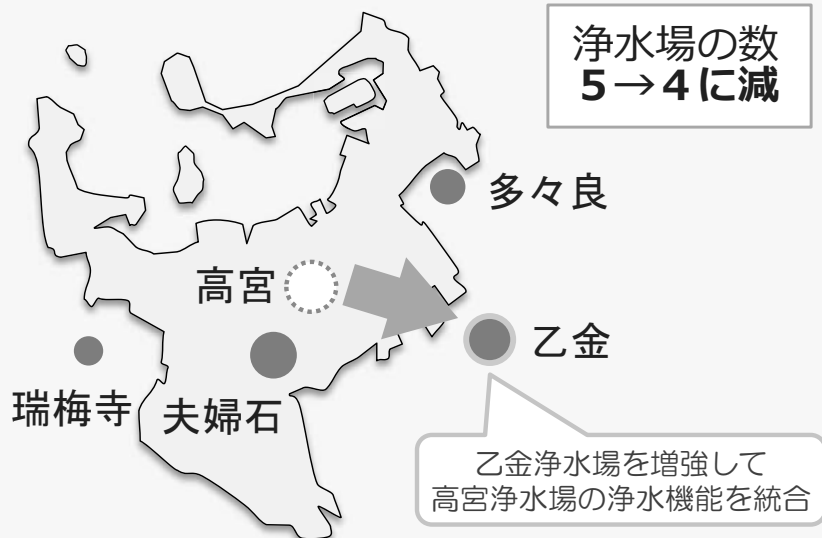 浄水場の数
5→4に減
多々良
高宮
乙金
瑞梅寺
夫婦石
乙金浄水場を増強して
高宮浄水場の浄水機能を統合